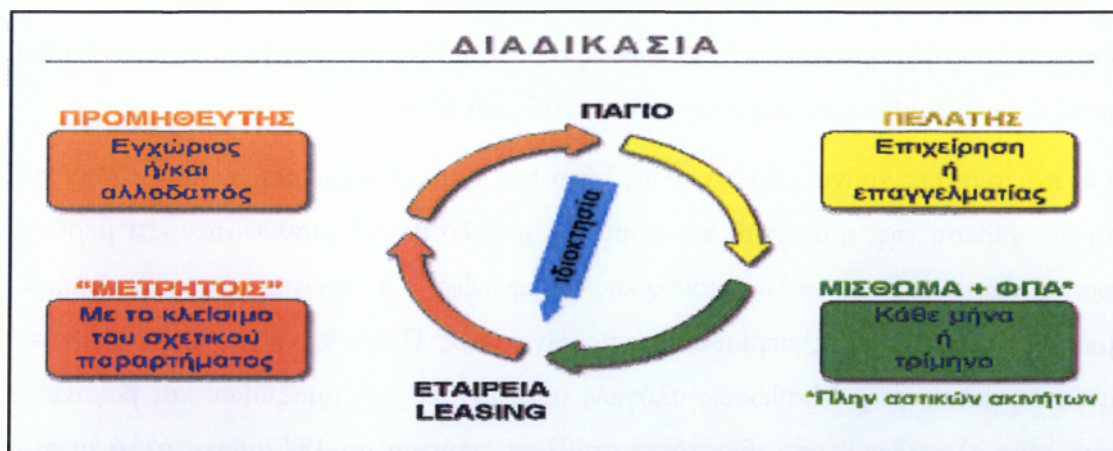 ΔΙΑΔΙΚΑΣΙΑ
ΠΡΟΜΗΘΕΥΤΗΣ
Εγχώριος
ή/και
αλλοδαπός
ΠΑΓΙΟ
ΠΕΛΑΤΗΣ
Επιχείρηση
ή
επαγγελματίας
Ιδιοκτησία
"ΜΕΤΡΗΤΟΙΣ"
Με το κλείσιμο
του σχετικού
παραρτήματος
ΕΤΑΙΡΕΙΑ
LEASING
ΜΙΣΘΩΜΑ + ΦΠΑ*
Κάθε μήνα
ή
τρίμηνο
*Πλην αστικών ακινήτων